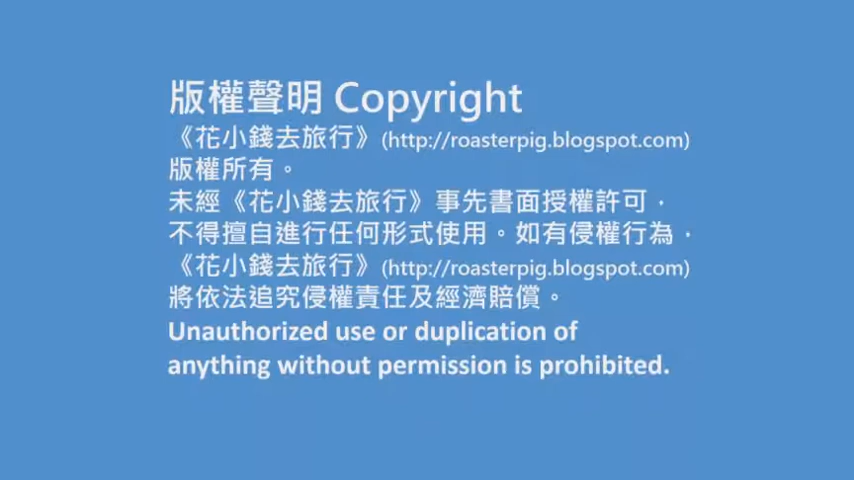 版權聲明 Copyright
《花小錢去旅行》(http://roasterpig.blogspot.com)
版權所有。
未經《花小錢去旅行》事先書面授權許可，
不得擅自進行任何形式使用。如有侵權行為，
《花小錢去旅行》(http://roasterpig.blogspot.com)
將依法追究侵權責任及經濟賠償。
Unauthorized use or duplication of
anything without permission is prohibited.